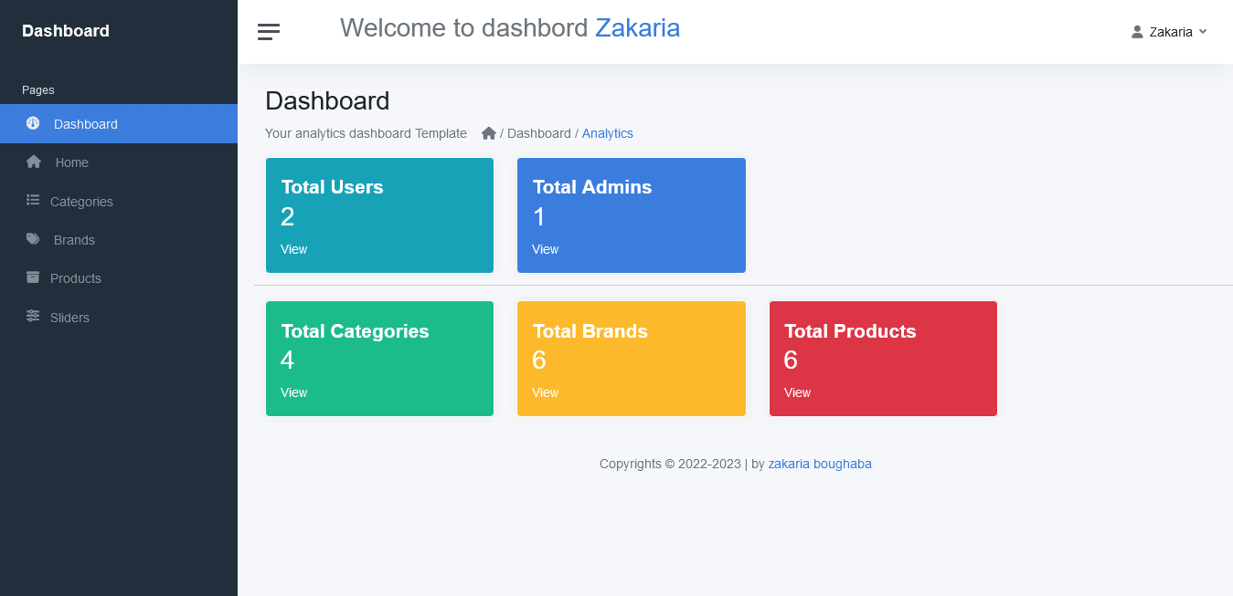 Dashboard
Pages
Dashboard
Home
Categories
Brands
Products
Sliders
Welcome to dashbord Zakaria
Zakaria
Dashboard
Your analytics dashboard Template / Dashboard / Analytics
Total Users
2
View
Total Admins
1
View
Total Categories
4
View
Total Brands
6
View
Total Products
6
View
Copyrights © 2022-2023 | by zakaria boughaba